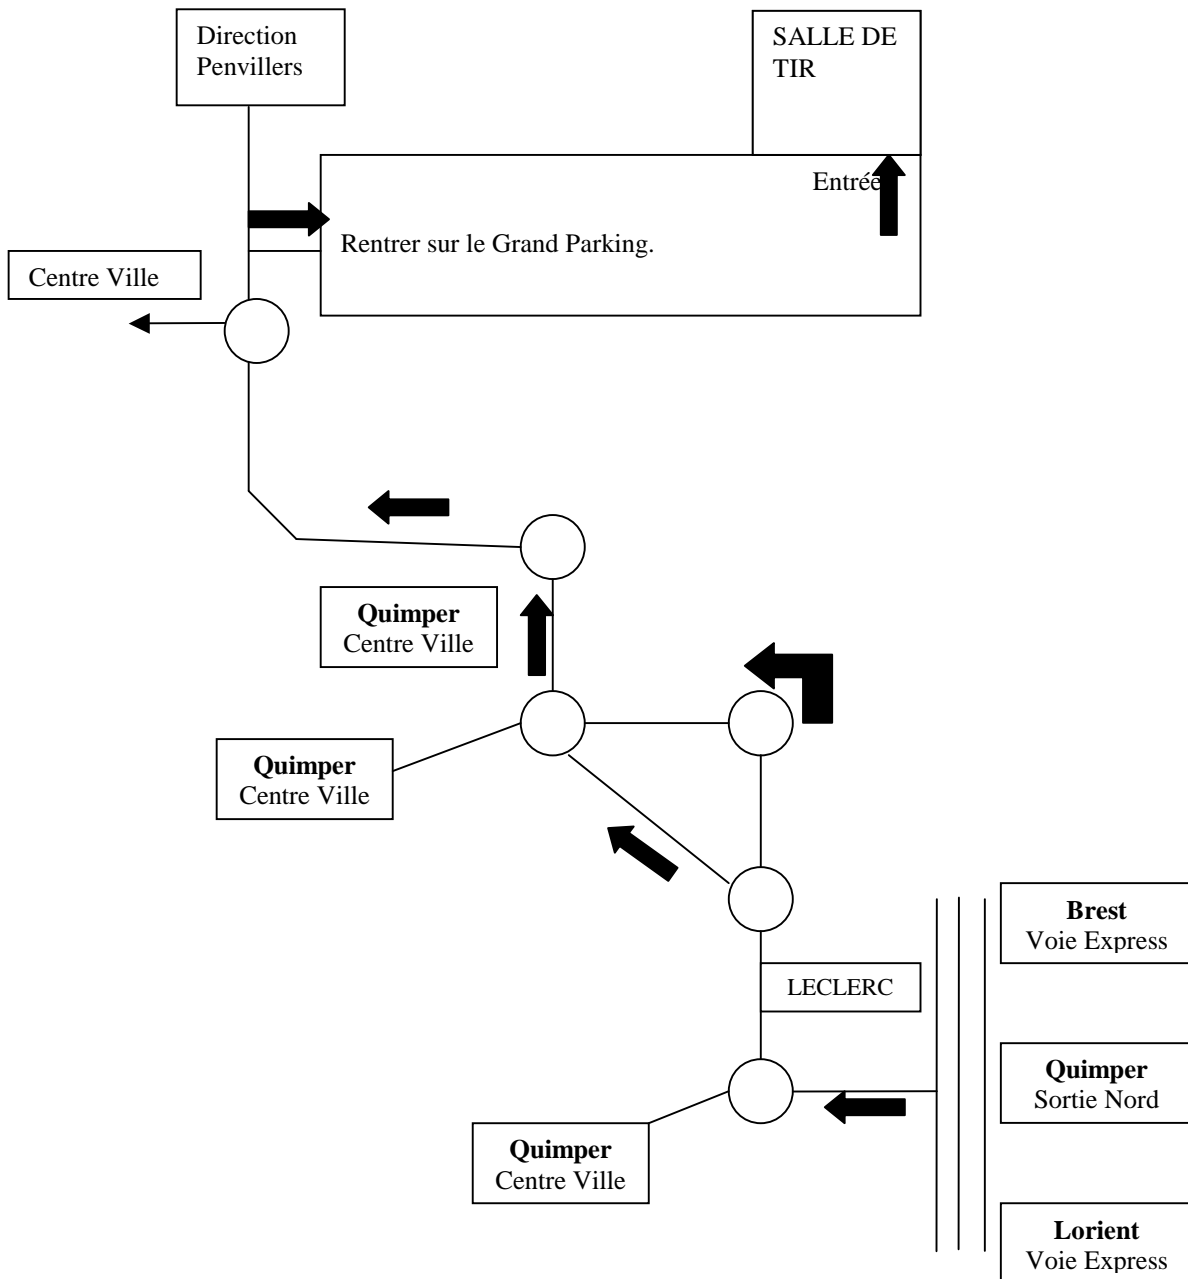 Direction
Penvillers
SALLE DE
TIR
Entrée
Rentrer sur le Grand Parking.
Centre Ville
Quimper
Centre Ville
Quimper
Centre Ville
Brest
Voie Express
LECLERC
Quimper
Sortie Nord
Quimper
Centre Ville
Lorient
Voie Express